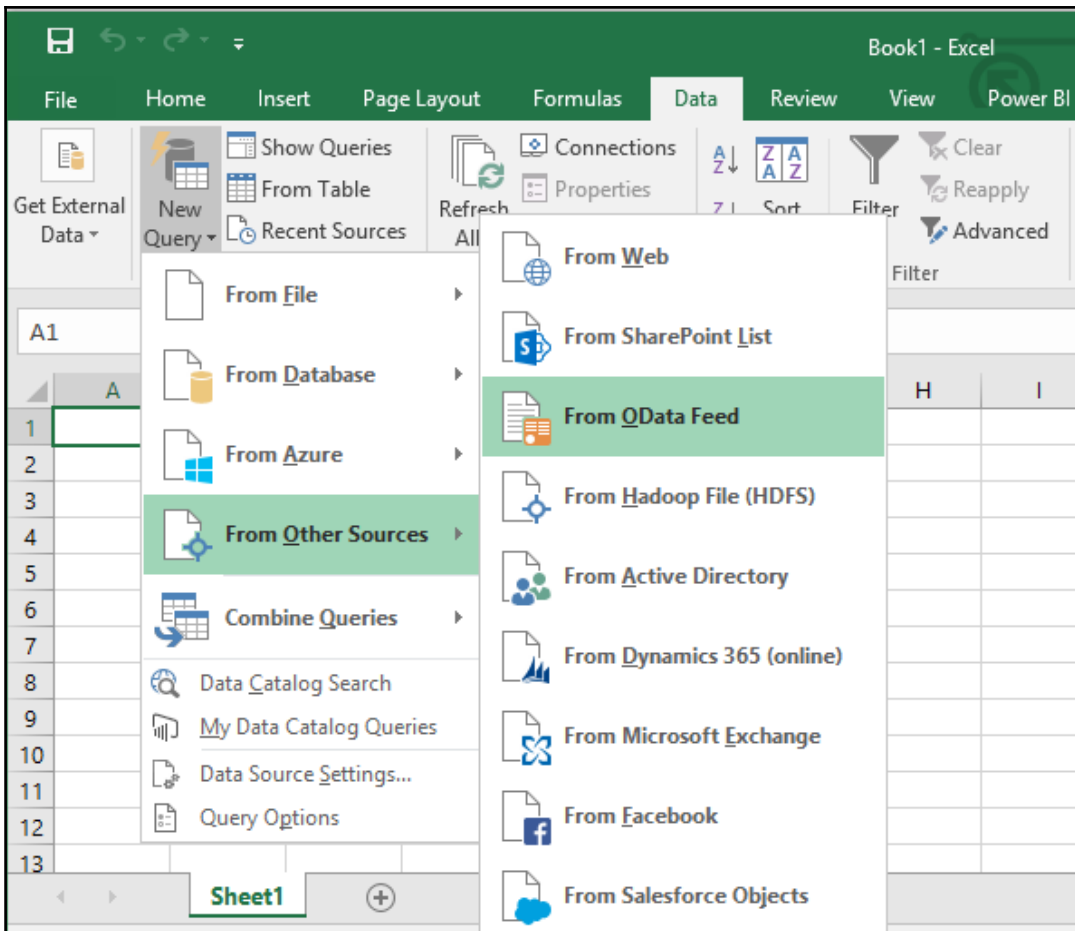 Book1 - Excel
File Home Insert Page Layout Formulas Data Review View Power BI
Get External
Data
New
Query
Show Queries
From Table
Recent Sources
Refresh
All
Connections
Properties
Sort
Filter
Clear
Reapply
Advanced
Filter
A1
A H I
1
2
3
4
5
6
7
8
9
10
11
12
13
From File
From Database
From Azure
From Other Sources
Combine Queries
Data Catalog Search
My Data Catalog Queries
Data Source Settings...
Query Options
From Web
From SharePoint List
From OData Feed
From Hadoop File (HDFS)
From Active Directory
From Dynamics 365 (online)
From Microsoft Exchange
From Facebook
From Salesforce Objects
Sheet1